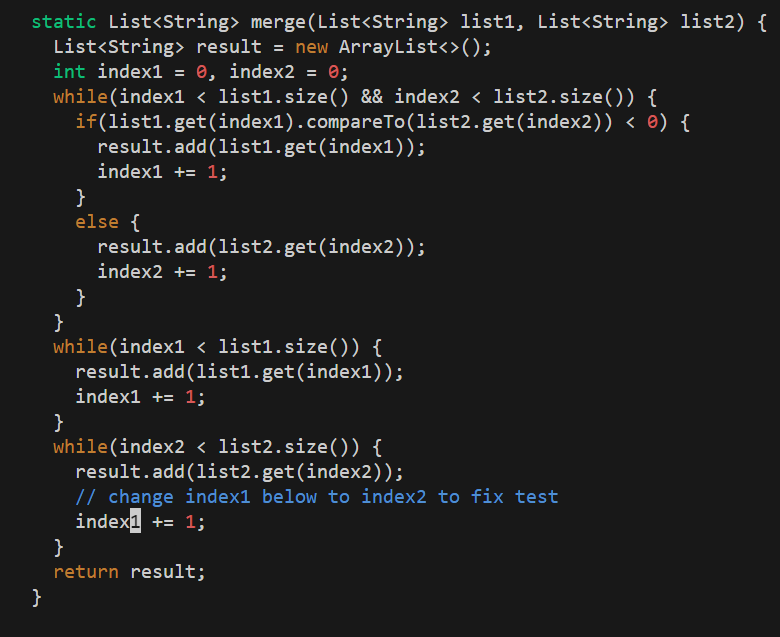 static List<String> merge(List<String> list1, List<String> list2) {
  List<String> result = new ArrayList<>();
  int index1 = 0, index2 = 0;
  while(index1 < list1.size() && index2 < list2.size()) {
    if(list1.get(index1).compareTo(list2.get(index2)) < 0) {
      result.add(list1.get(index1));
      index1 += 1;
    }
    else {
      result.add(list2.get(index2));
      index2 += 1;
    }
  }
  while(index1 < list1.size()) {
    result.add(list1.get(index1));
    index1 += 1;
  }
  while(index2 < list2.size()) {
    result.add(list2.get(index2));
    // change index1 below to index2 to fix test
    index1 += 1;
  }
  return result;
}